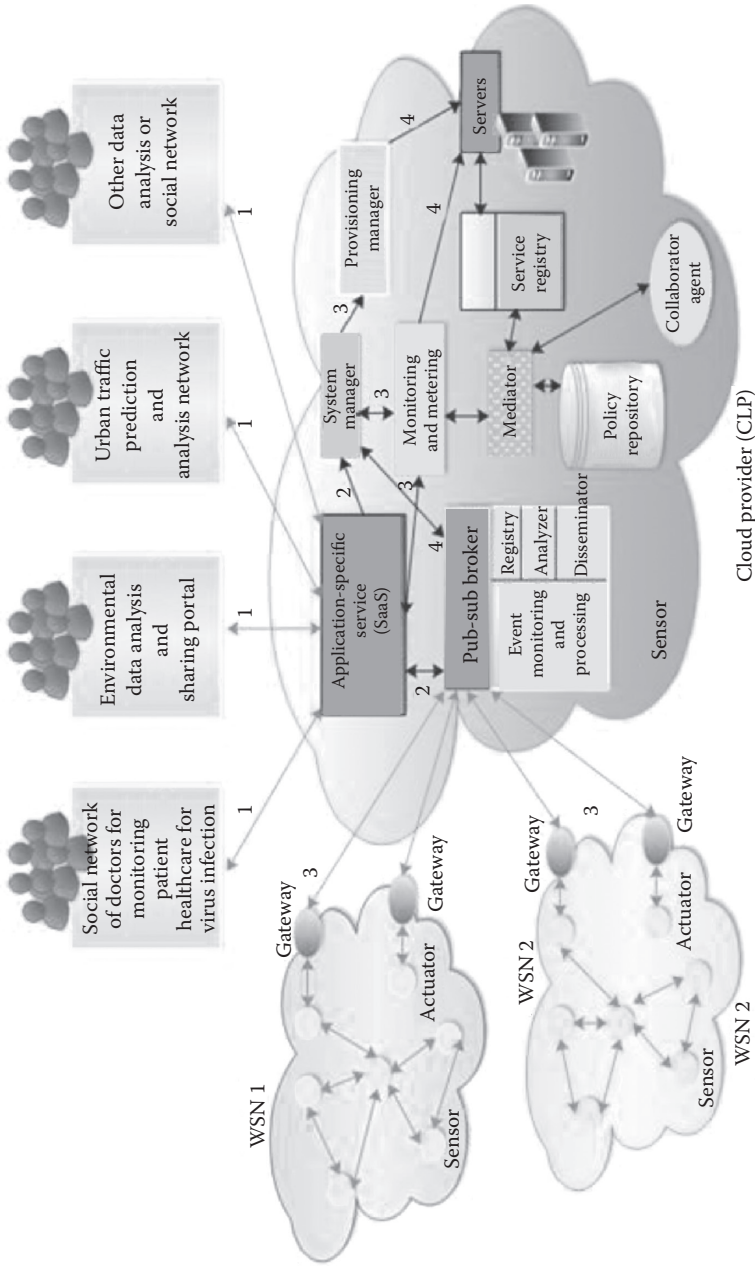 Social network
of doctors for
monitoring
patient
healthcare for
virus infection
Environmental
data analysis
and
sharing portal
Urban traffic
prediction
and
analysis network
Other data
analysis or
social network
1
1
1
1
WSN 1
Gateway
3
Gateway
Actuator
Sensor
WSN 2
Gateway
3
Gateway
Actuator
Sensor
WSN 2
Application-specific
service
(SaaS)
2
2
3
4
System
manager
3
3
Provisioning
manager
4
4
Servers
Monitoring
and metering
Pub-sub broker
Event
monitoring
and
processing
Registry
Analyzer
Disseminator
Mediator
Service
registry
Policy
repository
Collaborator
agent
Sensor
Cloud provider (CLP)